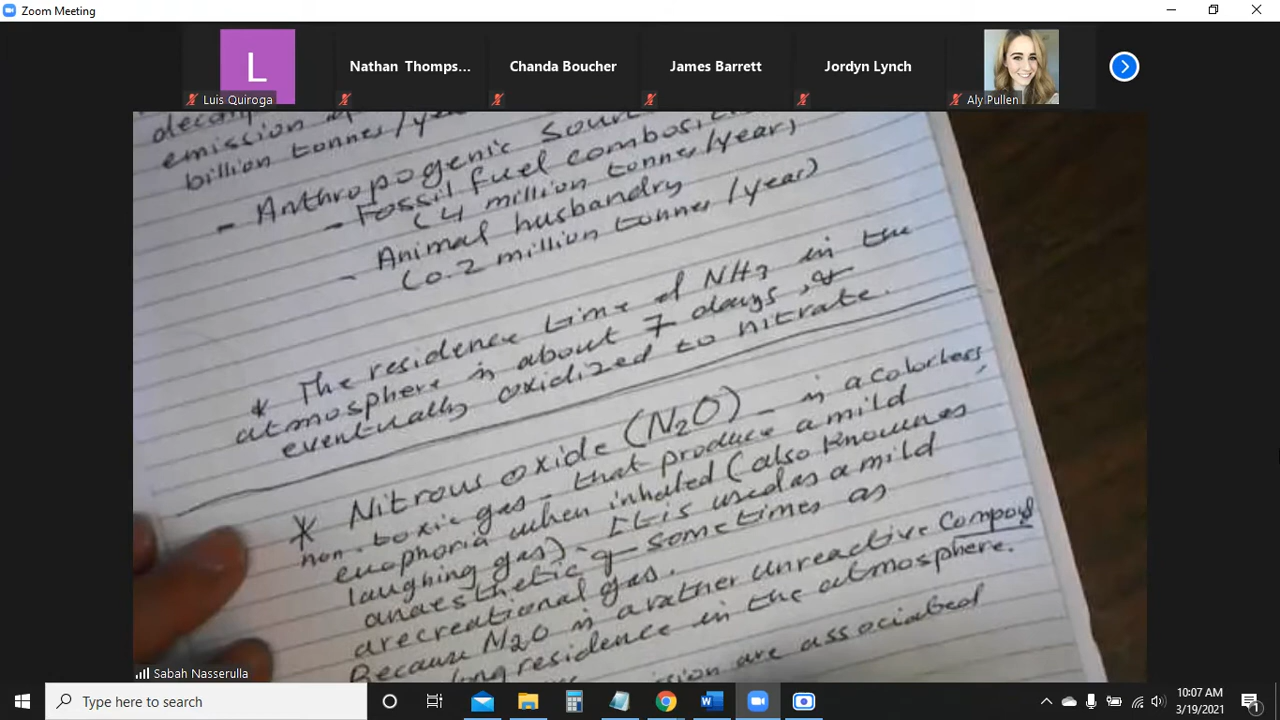 Zoom Meeting
L
Luis Quiroga
Nathan Thomps...
Chanda Boucher
James Barrett
Jordyn Lynch
Aly Pullen
emission
billion tonnes/year
- Anthropogenic
- Fossil fuel
(4 million tonnes/year)
- Animal husbandry
(0.2 million tonnes/year)
* The residence time of NH3 in the
atmosphere is about 7 days, &
eventually oxidized to nitrate.
* Nitrous oxide (N2O) - is a colorless,
non-toxic gas - that produce a mild
euophoria when inhaled (also known as
laughing gas) - It is used as a mild
anaesthetic & sometimes as
a recreational gas.
Because N2O is a rather unreactive compound
long residence in the atmosphere.
are associated
Sabah Nasserulla
Type here to search
10:07 AM
3/19/2021
1